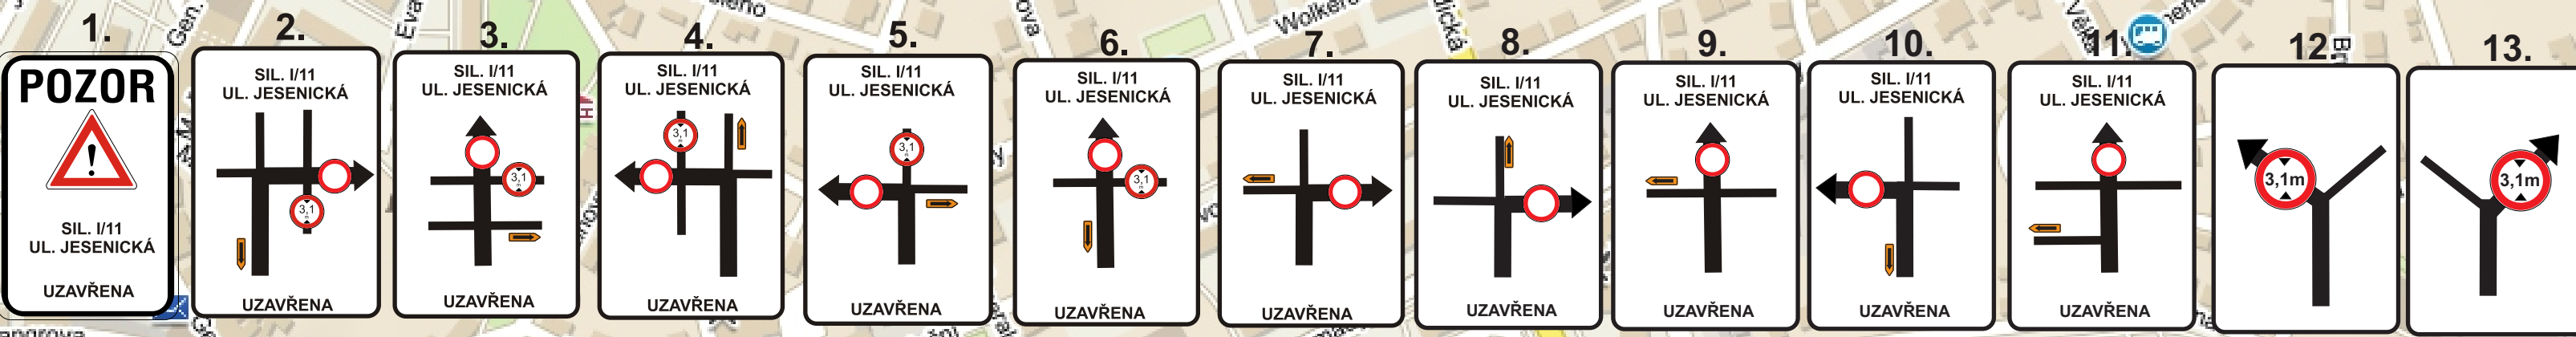 1.
POZOR
SIL. I/11
UL. JESENICKÁ
UZAVŘENA
2.
SIL. I/11
UL. JESENICKÁ
3,1
m
UZAVŘENA
3.
SIL. I/11
UL. JESENICKÁ
3,1
m
UZAVŘENA
4.
SIL. I/11
UL. JESENICKÁ
3,1
m
UZAVŘENA
5.
SIL. I/11
UL. JESENICKÁ
3,1
m
UZAVŘENA
6.
SIL. I/11
UL. JESENICKÁ
3,1
m
UZAVŘENA
7.
SIL. I/11
UL. JESENICKÁ
UZAVŘENA
8.
SIL. I/11
UL. JESENICKÁ
UZAVŘENA
9.
SIL. I/11
UL. JESENICKÁ
UZAVŘENA
10.
SIL. I/11
UL. JESENICKÁ
UZAVŘENA
11.
SIL. I/11
UL. JESENICKÁ
UZAVŘENA
12.
3,1m
13.
3,1m
Gen.
Wolkero